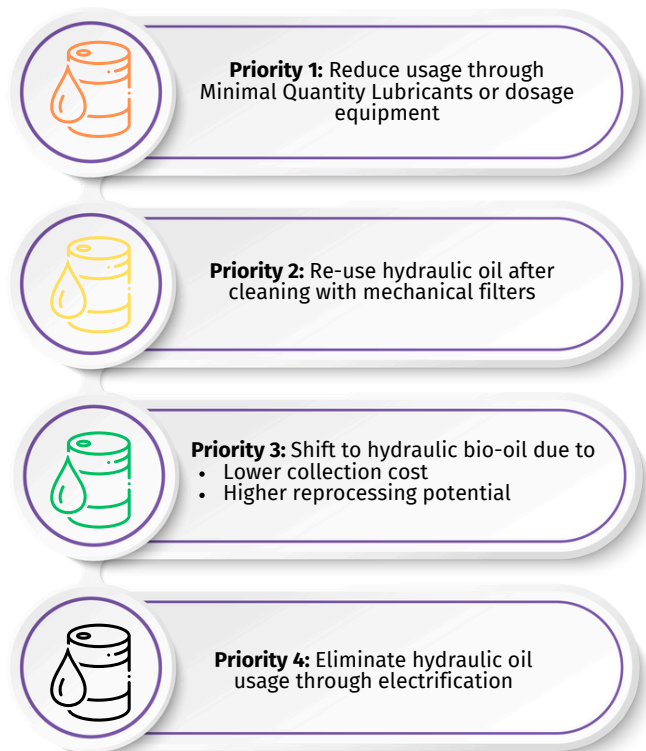 Priority 1: Reduce usage through
Minimal Quantity Lubricants or dosage
equipment
Priority 2: Re-use hydraulic oil after
cleaning with mechanical filters
Priority 3: Shift to hydraulic bio-oil due to
• Lower collection cost
• Higher reprocessing potential
Priority 4: Eliminate hydraulic oil
usage through electrification